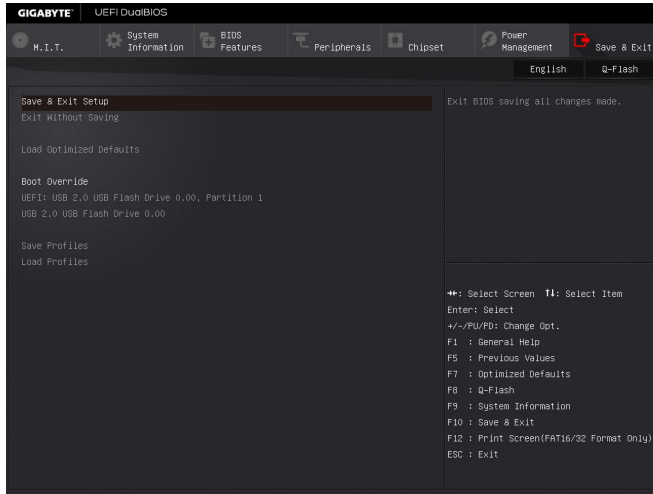 GIGABYTE™ UEFI DualBIOS
M.I.T. System Information BIOS Features Peripherals Chipset Power Management Save & Exit
English Q-Flash
Save & Exit Setup
Exit Without Saving
Load Optimized Defaults
Boot Override
UEFI: USB 2.0 USB Flash Drive 0.00, Partition 1
USB 2.0 USB Flash Drive 0.00
Save Profiles
Load Profiles
Exit BIOS saving all changes made.
→←: Select Screen ↑↓: Select Item
Enter: Select
+/-/PU/PD: Change Opt.
F1 : General Help
F5 : Previous Values
F7 : Optimized Defaults
F8 : Q-Flash
F9 : System Information
F10 : Save & Exit
F12 : Print Screen(FAT16/32 Format Only)
ESC : Exit